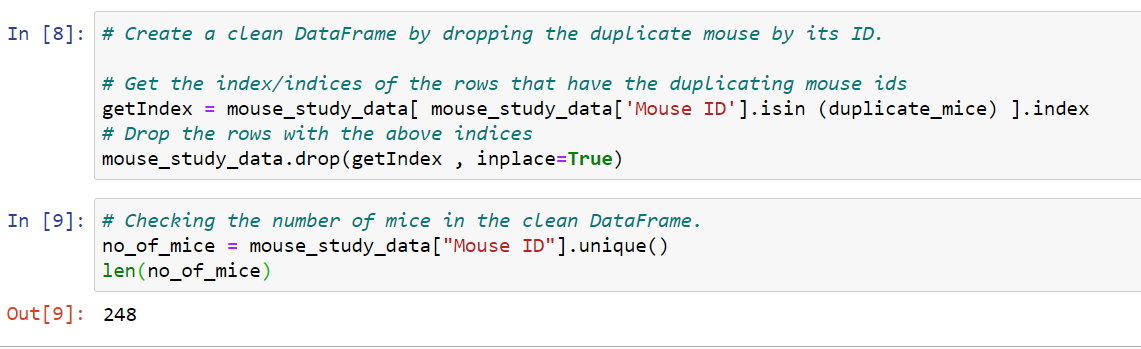 In [8]: # Create a clean DataFrame by dropping the duplicate mouse by its ID.
# Get the index/indices of the rows that have the duplicating mouse ids
getIndex = mouse_study_data[ mouse_study_data['Mouse ID'].isin (duplicate_mice) ].index
# Drop the rows with the above indices
mouse_study_data.drop(getIndex , inplace=True)
In [9]: # Checking the number of mice in the clean DataFrame.
no_of_mice = mouse_study_data["Mouse ID"].unique()
len(no_of_mice)
Out[9]: 248